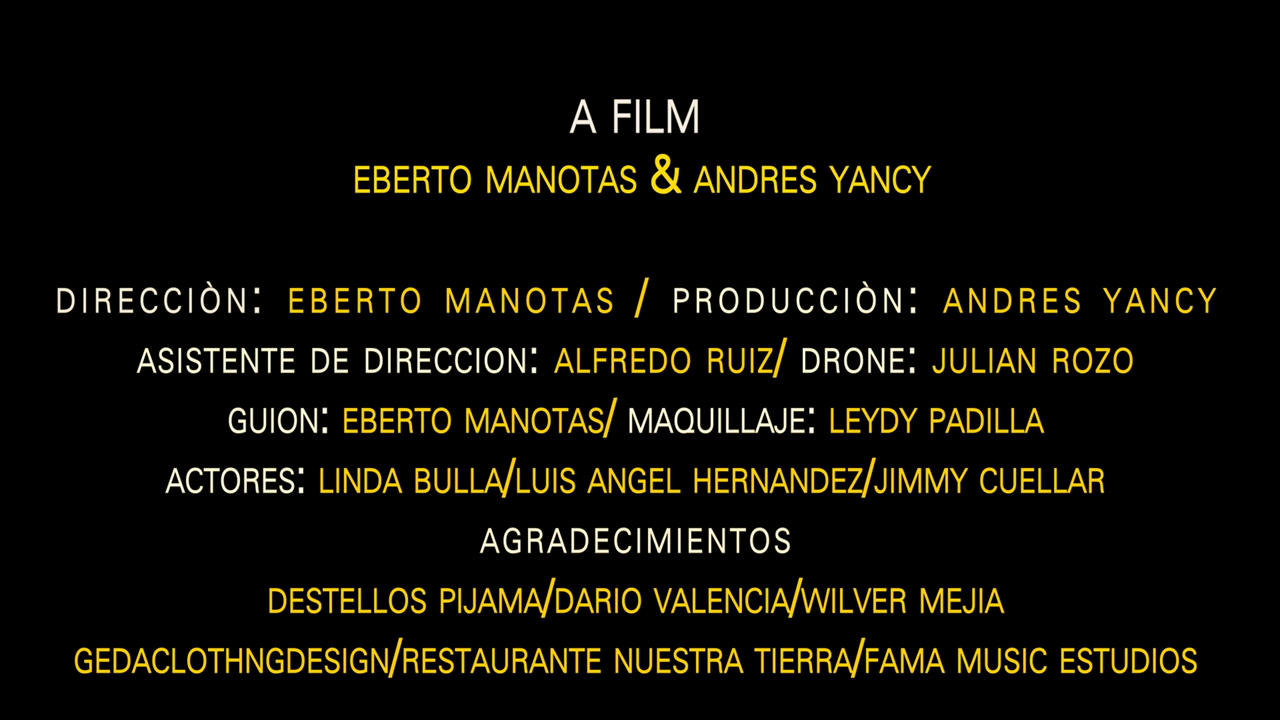 A FILM
EBERTO MANOTAS & ANDRES YANCY
DIRECCIÒN: EBERTO MANOTAS / PRODUCCIÒN: ANDRES YANCY
ASISTENTE DE DIRECCION: ALFREDO RUIZ/ DRONE: JULIAN ROZO
GUION: EBERTO MANOTAS/ MAQUILLAJE: LEYDY PADILLA
ACTORES: LINDA BULLA/LUIS ANGEL HERNANDEZ/JIMMY CUELLAR
AGRADECIMIENTOS
DESTELLOS PIJAMA/DARIO VALENCIA/WILVER MEJIA
GEDACLOTHNGDESIGN/RESTAURANTE NUESTRA TIERRA/FAMA MUSIC ESTUDIOS